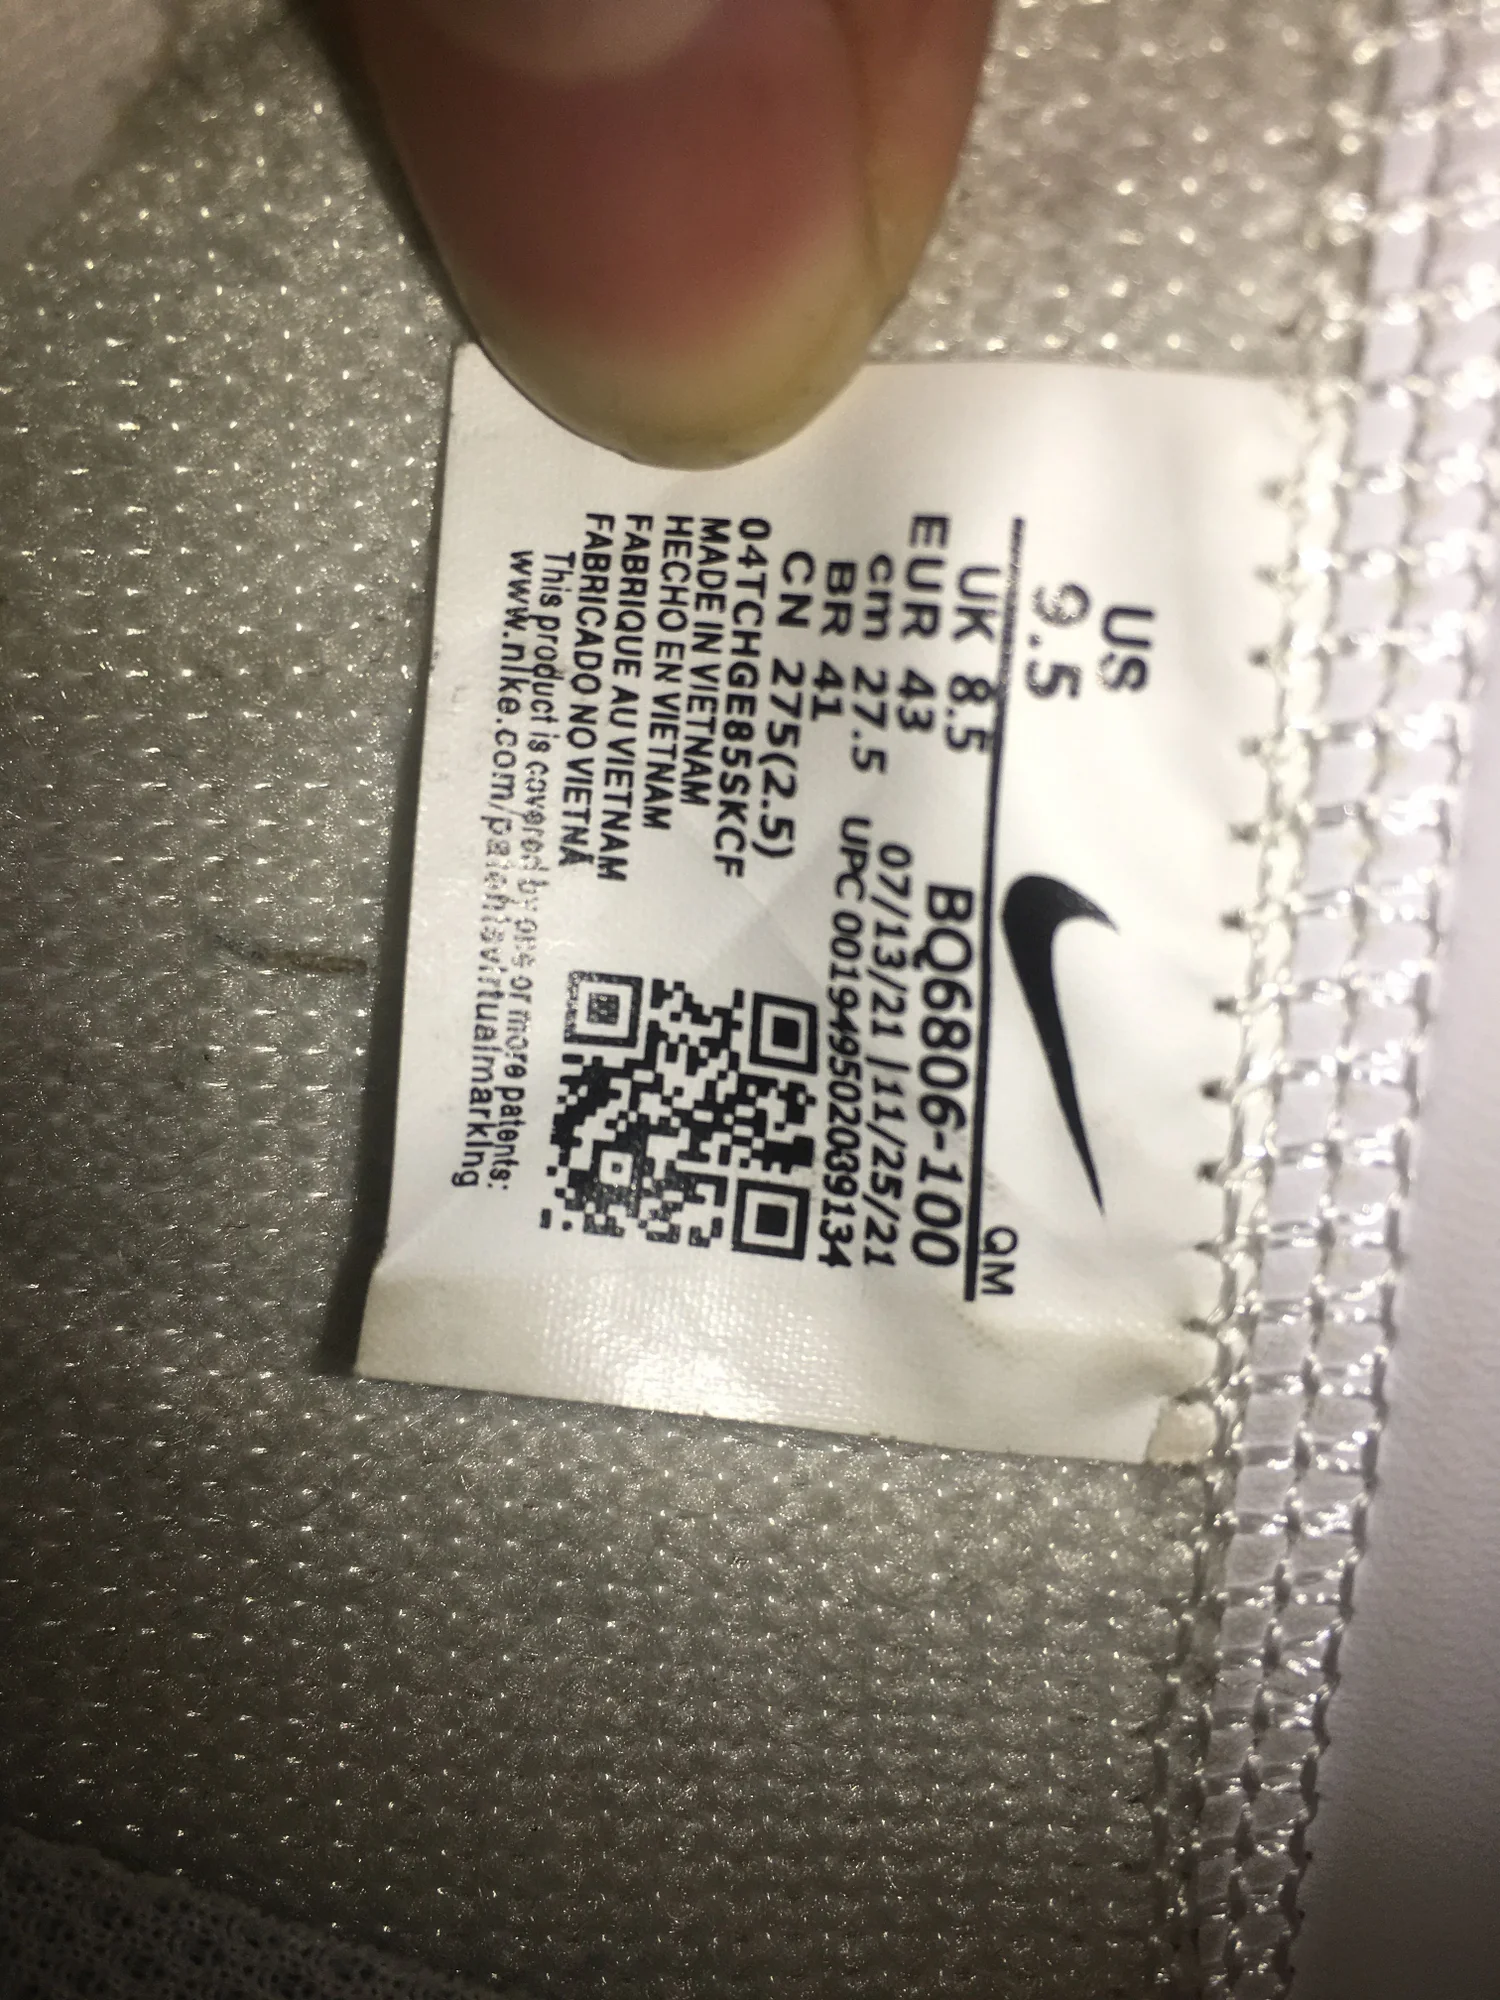 US
9.5
QM
UK 8.5
EUR 43
cm 27.5
BR 41
CN 275(2.5)
BQ6806-100
07/13/21 | 11/25/21
UPC 00194950209134
04TCHGE85SKCF
MADE IN VIETNAM
HECHO EN VIETNAM
FABRIQUE AU VIETNAM
FABRICADO NO VIETNÃ
This product is covered by one or more patents:
www.nike.com/patentsvirtualmarking